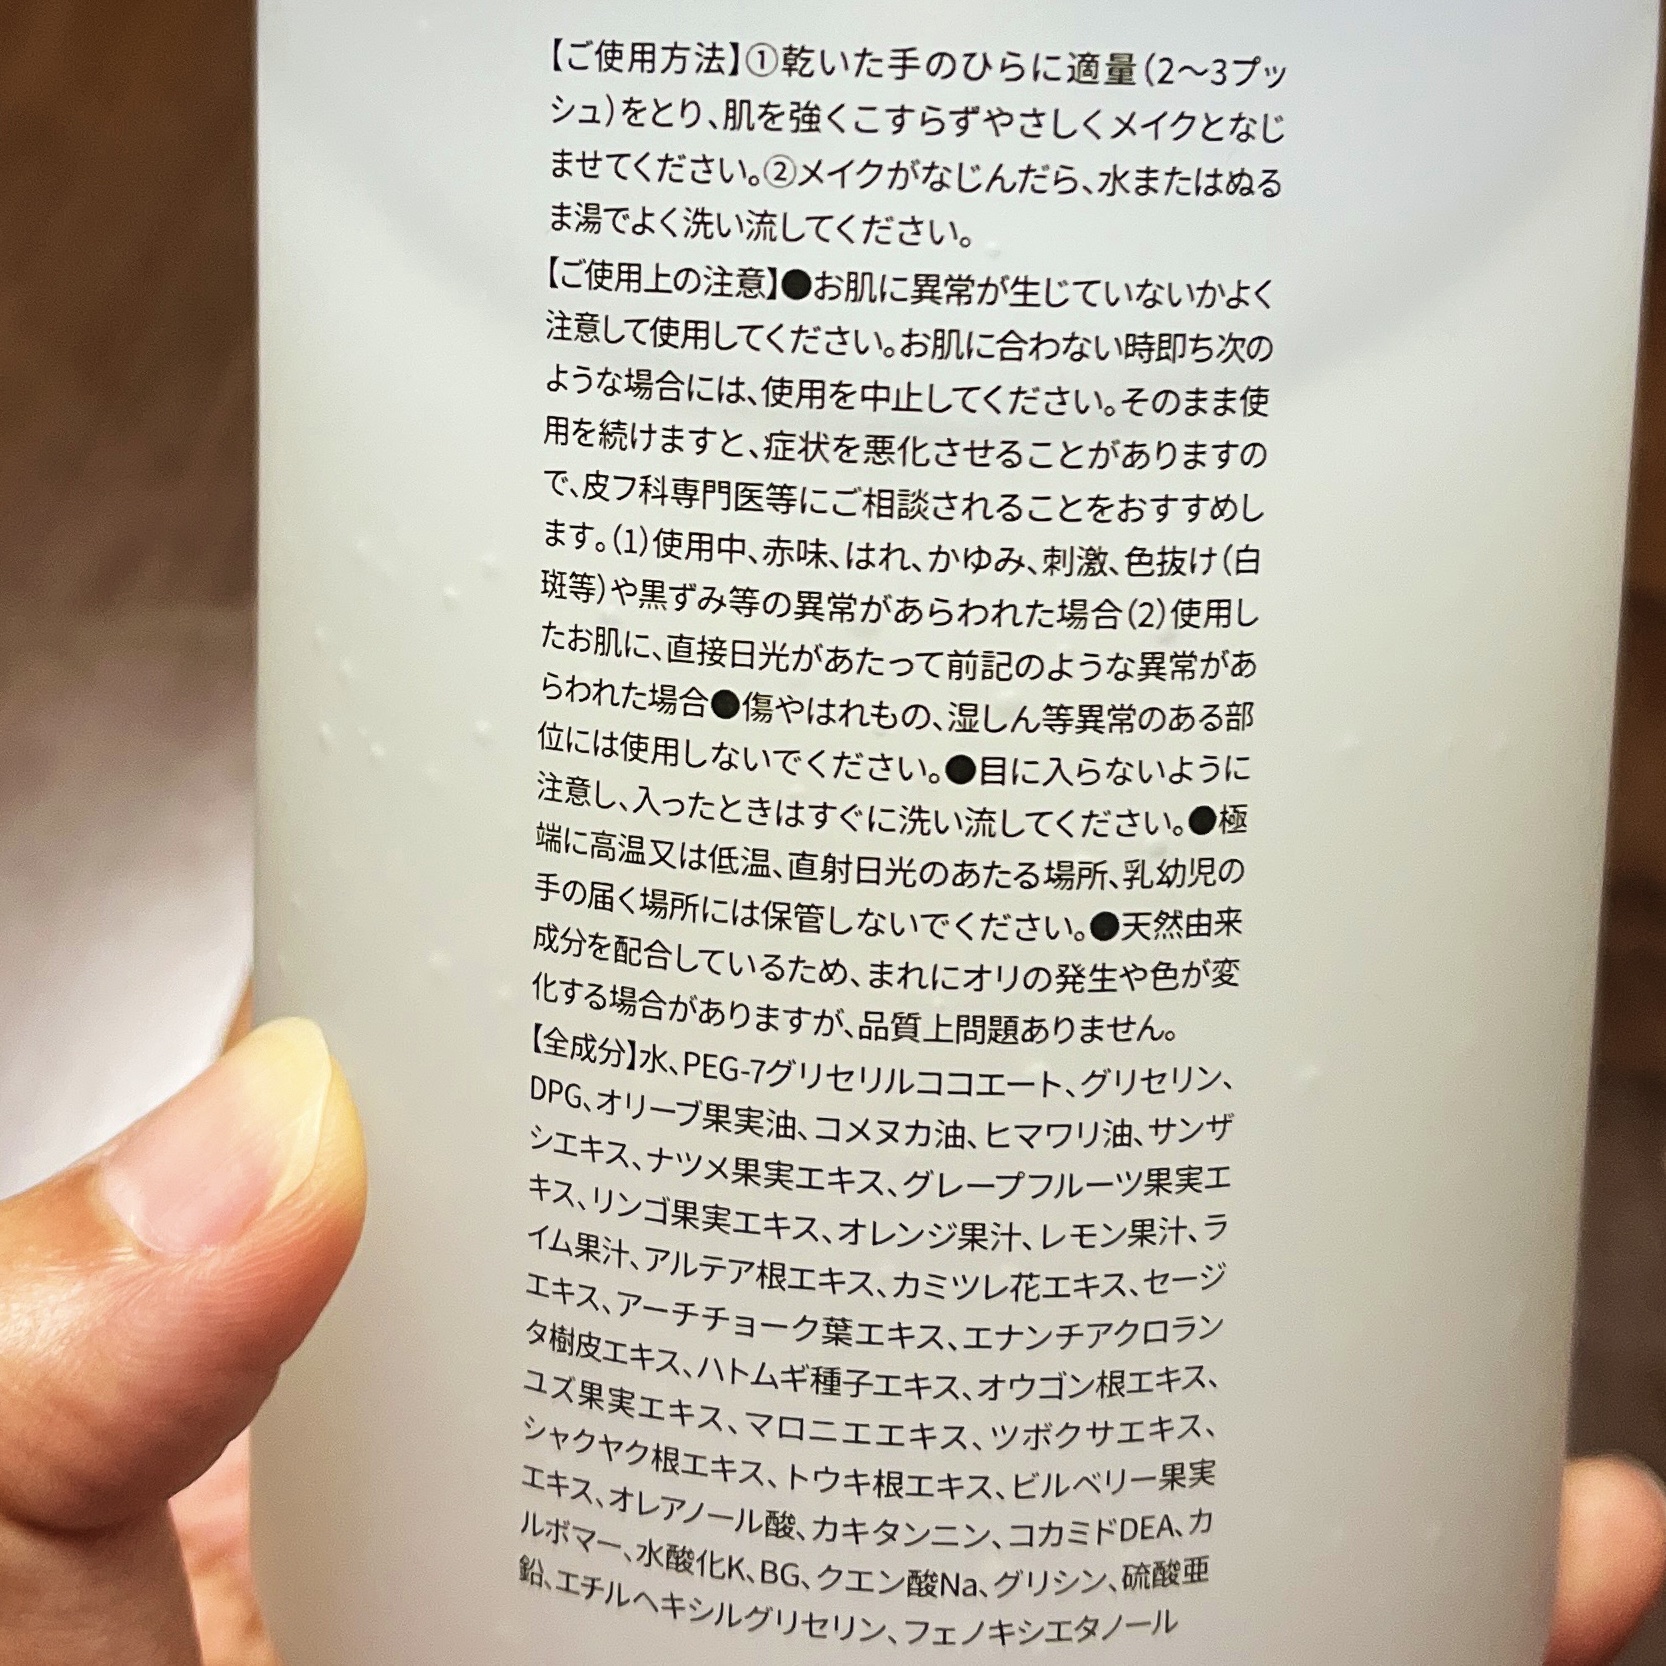 【ご使用方法】①乾いた手のひらに適量(2〜3プッ
シュ)をとり、肌を強くこすらずやさしくメイクとなじ
ませてください。②メイクがなじんだら、水またはぬる
ま湯でよく洗い流してください。
【ご使用上の注意】●お肌に異常が生じていないかよく
注意して使用してください。お肌に合わない時即ち次の
ような場合には、使用を中止してください。そのまま使
用を続けますと、症状を悪化させることがありますの
で、皮フ科専門医等にご相談されることをおすすめし
ます。(1)使用中、赤味、はれ、かゆみ、刺激、色抜け(白
斑等)や黒ずみ等の異常があらわれた場合(2)使用し
たお肌に、直接日光があたって前記のような異常があ
らわれた場合●傷やはれもの、湿しん等異常のある部
位には使用しないでください。●目に入らないように
注意し、入ったときはすぐに洗い流してください。●極
端に高温又は低温、直射日光のあたる場所、乳幼児の
手の届く場所には保管しないでください。●天然由来
成分を配合しているため、まれにオリの発生や色が変
化する場合がありますが、品質上問題ありません。
【全成分】水、PEG-7グリセリルココエート、グリセリン、
DPG、オリーブ果実油、コメヌカ油、ヒマワリ油、サンザ
シエキス、ナツメ果実エキス、グレープフルーツ果実エ
キス、リンゴ果実エキス、オレンジ果汁、レモン果汁、ラ
イム果汁、アルテア根エキス、カミツレ花エキス、セージ
エキス、アーチチョーク葉エキス、エナンチアクロラン
タ樹皮エキス、ハトムギ種子エキス、オウゴン根エキス、
ユズ果実エキス、マロニエエキス、ツボクサエキス、
シャクヤク根エキス、トウキ根エキス、ビルベリー果実
エキス、オレアノール酸、カキタンニン、コカミドDEA、カ
ルボマー、水酸化K、BG、クエン酸Na、グリシン、硫酸亜
鉛、エチルヘキシルグリセリン、フェノキシエタノール